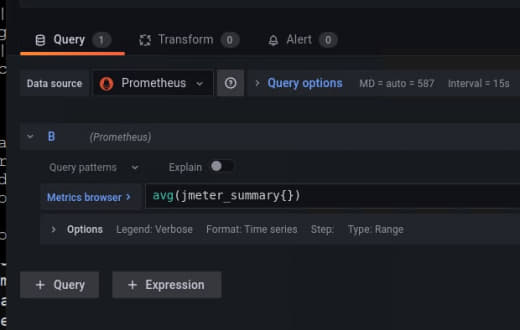 Query 1 Transform 0 Alert 0
Data source Prometheus Query options MD = auto = 587 Interval = 15s
B (Prometheus)
Query patterns Explain
Metrics browser > avg(jmeter_summary{})
Options Legend: Verbose Format: Time series Step: Type: Range
+ Query + Expression